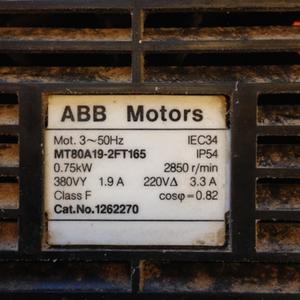 ABB Motors
Mot. 3~50Hz IEC34
MT80A19-2FT165 IP54
0.75kW 2850 r/min
380VY 1.9 A 220VΔ 3.3 A
Class F cosφ=0.82
Cat.No.1262270